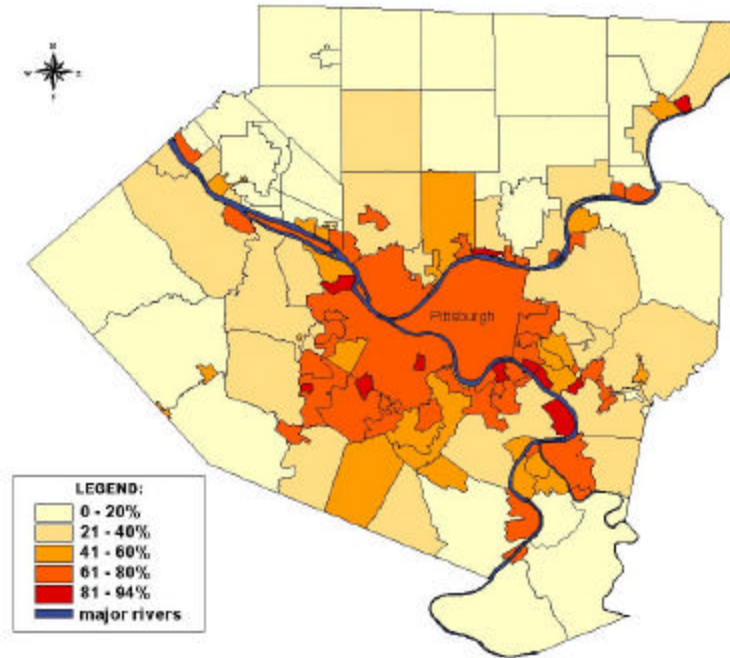 N
W E
Pittsburgh
LEGEND:
0 - 20%
21 - 40%
41 - 60%
61 - 80%
81 - 94%
major rivers